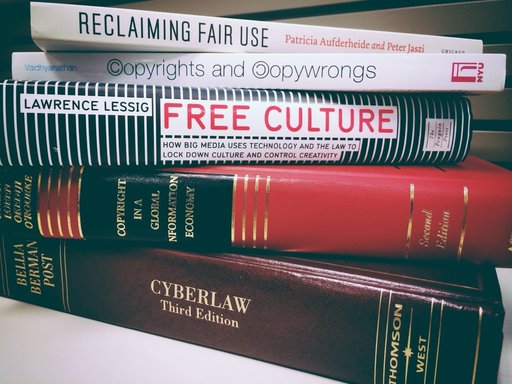 RECLAIMING FAIR USE Patricia Aufderheide and Peter Jaszi CHICAGO
Vaidhyanathan ©opyrights and Ɔopywrongs NYU
LAWRENCE LESSIG FREE CULTURE
HOW BIG MEDIA USES TECHNOLOGY AND THE LAW TO
LOCK DOWN CULTURE AND CONTROL CREATIVITY
The Penguin Press
O'ROURKE
COPYRIGHT
IN A
GLOBAL
INFORMATION
ECONOMY
Second Edition
BELLIA
BERMAN
POST
CYBERLAW
Third Edition
THOMSON
WEST